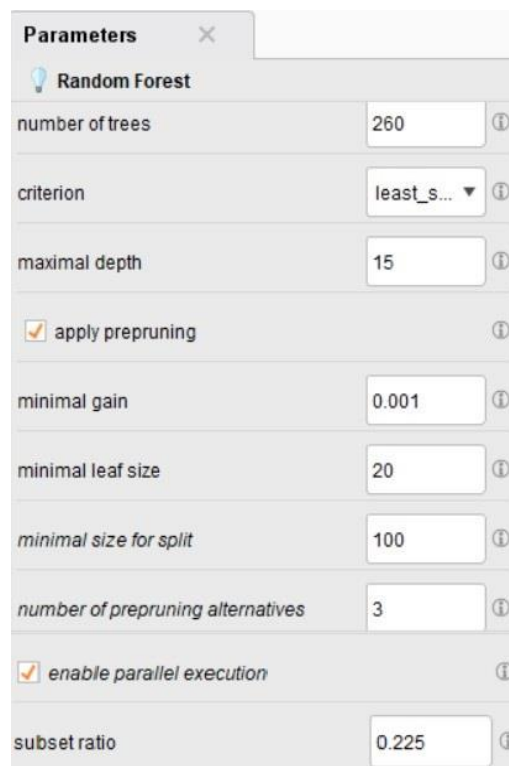 Parameters
Random Forest
number of trees 260
criterion least_s...
maximal depth 15
apply prepruning
minimal gain 0.001
minimal leaf size 20
minimal size for split 100
number of prepruning alternatives 3
enable parallel execution
subset ratio 0.225